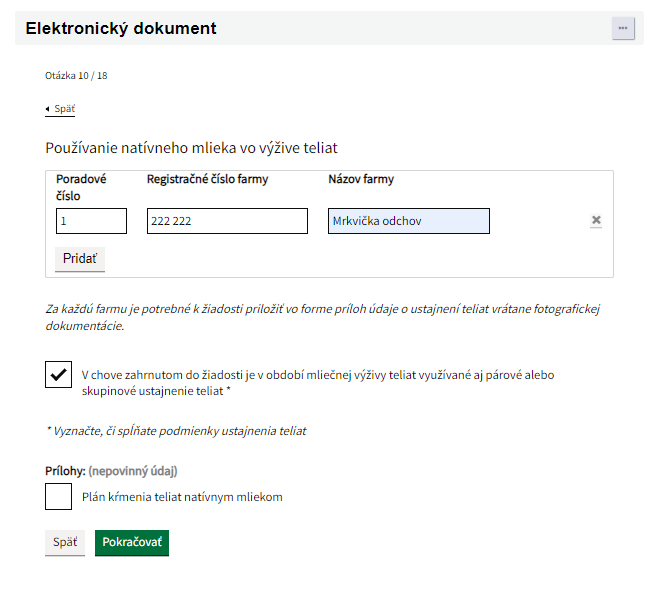 Elektronický dokument
Otázka 10 / 18
Späť
Používanie natívneho mlieka vo výžive teliat
Poradové číslo Registračné číslo farmy Názov farmy
1 222 222 Mrkvička odchov
Pridať
Za každú farmu je potrebné k žiadosti priložiť vo forme príloh údaje o ustajnení teliat vrátane fotografickej
dokumentácie.
V chove zahrnutom do žiadosti je v období mliečnej výživy teliat využívané aj párové alebo
skupinové ustajnenie teliat *
* Vyznačte, či spĺňate podmienky ustajnenia teliat
Prílohy: (nepovinný údaj)
Plán kŕmenia teliat natívnym mliekom
Späť Pokračovať